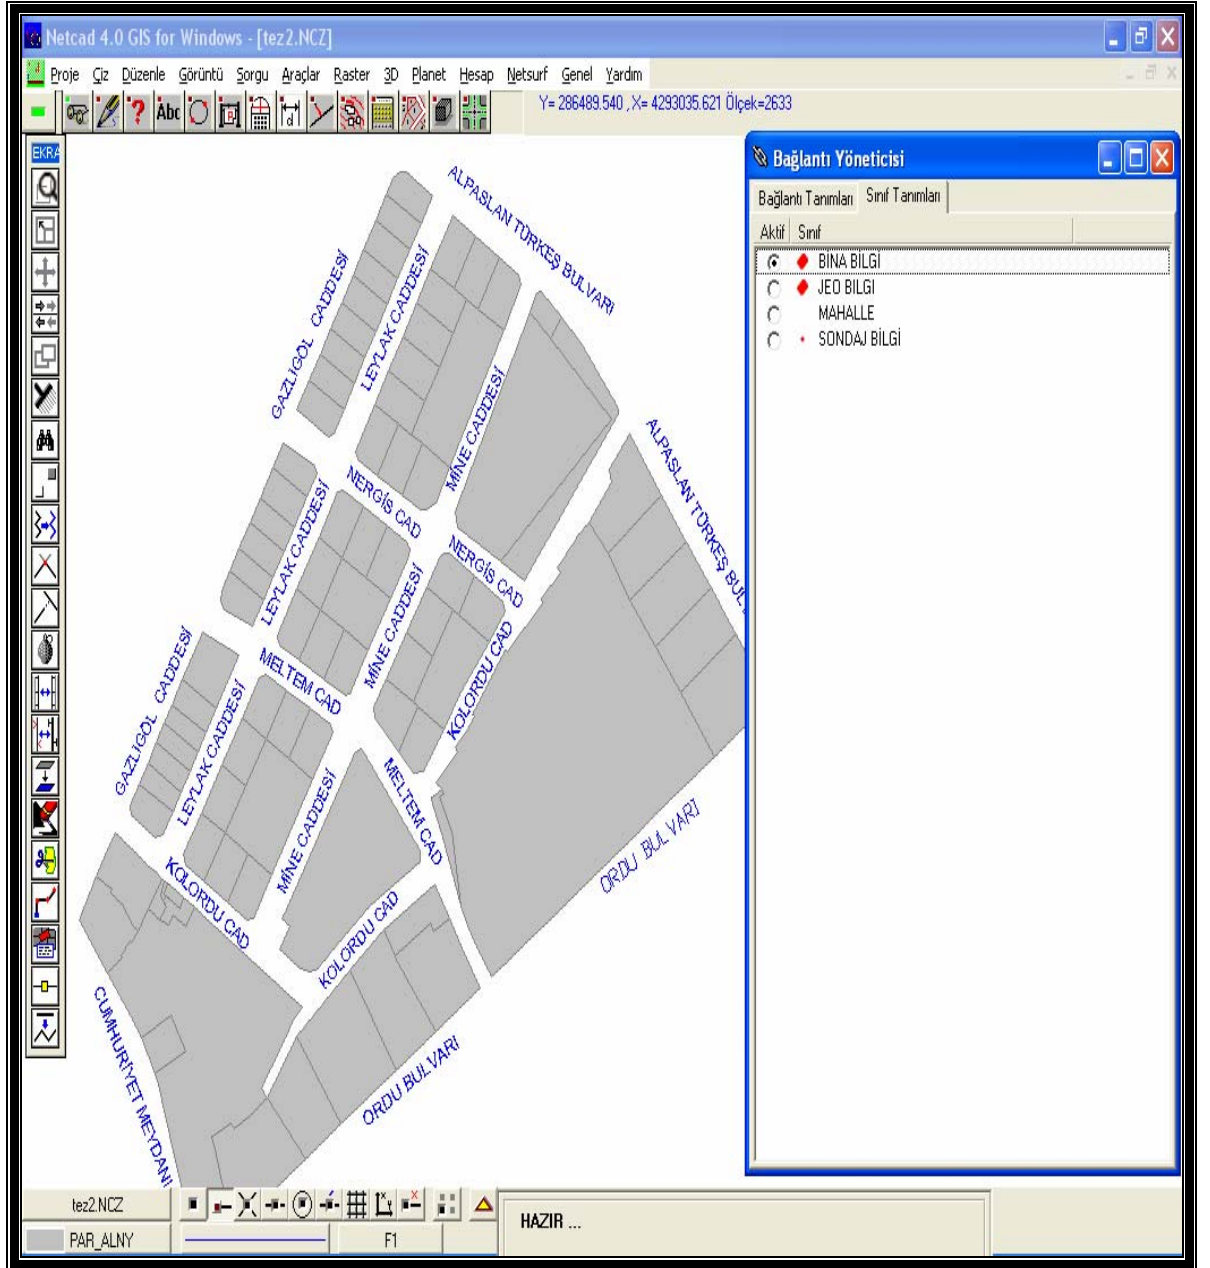 Netcad 4.0 GIS for Windows - [tez2.NCZ]
Proje Çiz Düzenle Görüntü Sorgu Araçlar Raster 3D Planet Hesap Netsurf Genel Yardım
Abc
Y= 286489.540 , X= 4293035.621 Ölçek=2633
EKRA
Bağlantı Yöneticisi
Bağlantı Tanımları Sınıf Tanımları
Aktif Sınıf
BİNA BİLGİ
JEO BILGI
MAHALLE
SONDAJ BİLGİ
ALPASLAN TÜRKEŞ BULVARI
GAZLIGÖL CADDESİ
LEYLAK CADDESİ
MİNE CADDESİ
ALPASLAN TÜRKEŞ BUL
NERGİS CAD
NERGİS CAD
LEYLAK CADDESİ
MİNE CADDESİ
KOLORDU CAD
GAZLIGÖL CADDESİ
MELTEM CAD
LEYLAK CADDESİ
MİNE CADDESİ
MELTEM CAD
ORDU BULVARI
KOLORDU CAD
KOLORDU CAD
CUMHURİYET MEYDANI
ORDU BULVARI
tez2.NCZ
HAZIR ...
PAR_ALNY
F1